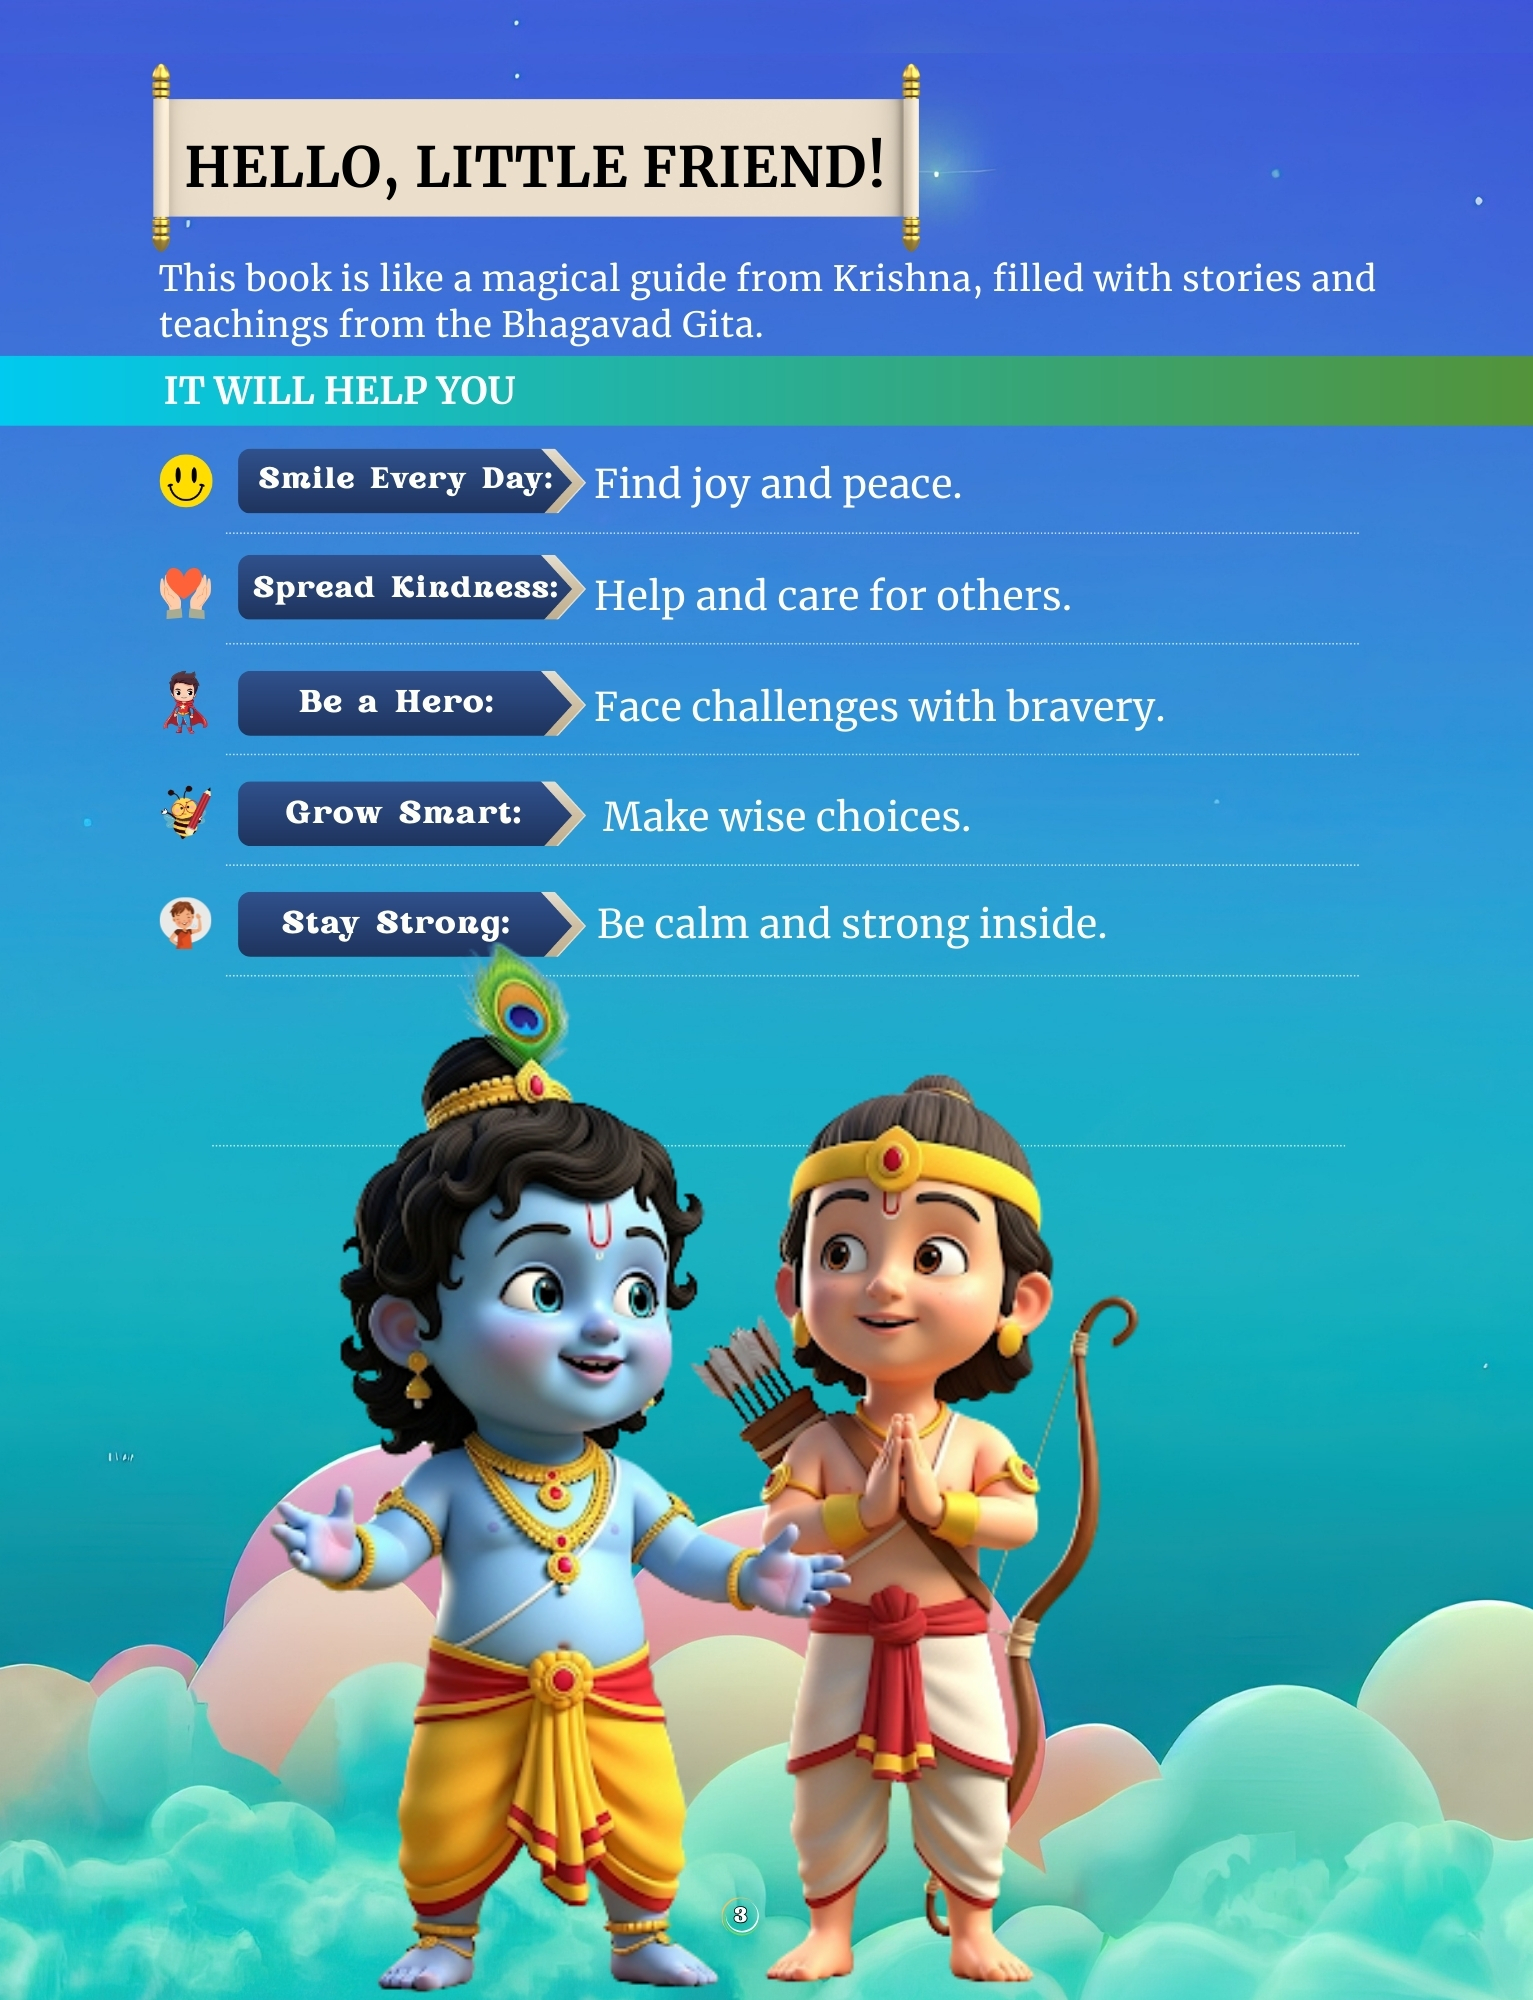 HELLO, LITTLE FRIEND!
This book is like a magical guide from Krishna, filled with stories and
teachings from the Bhagavad Gita.
IT WILL HELP YOU
Smile Every Day: Find joy and peace.
Spread Kindness: Help and care for others.
Be a Hero: Face challenges with bravery.
Grow Smart: Make wise choices.
Stay Strong: Be calm and strong inside.
3